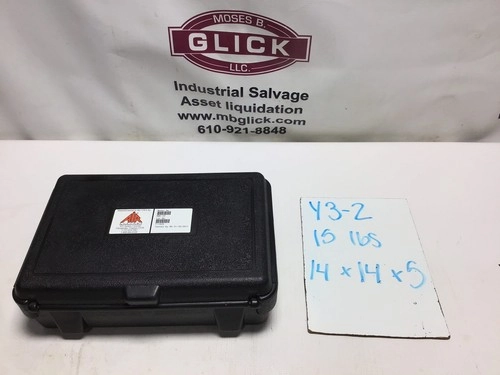 MOSES B.
GLICK
LLC.
Industrial Salvage
Asset liquidation
www.mbglick.com
610-921-8848
Y3-2
15 lbs
14 x 14 x 5